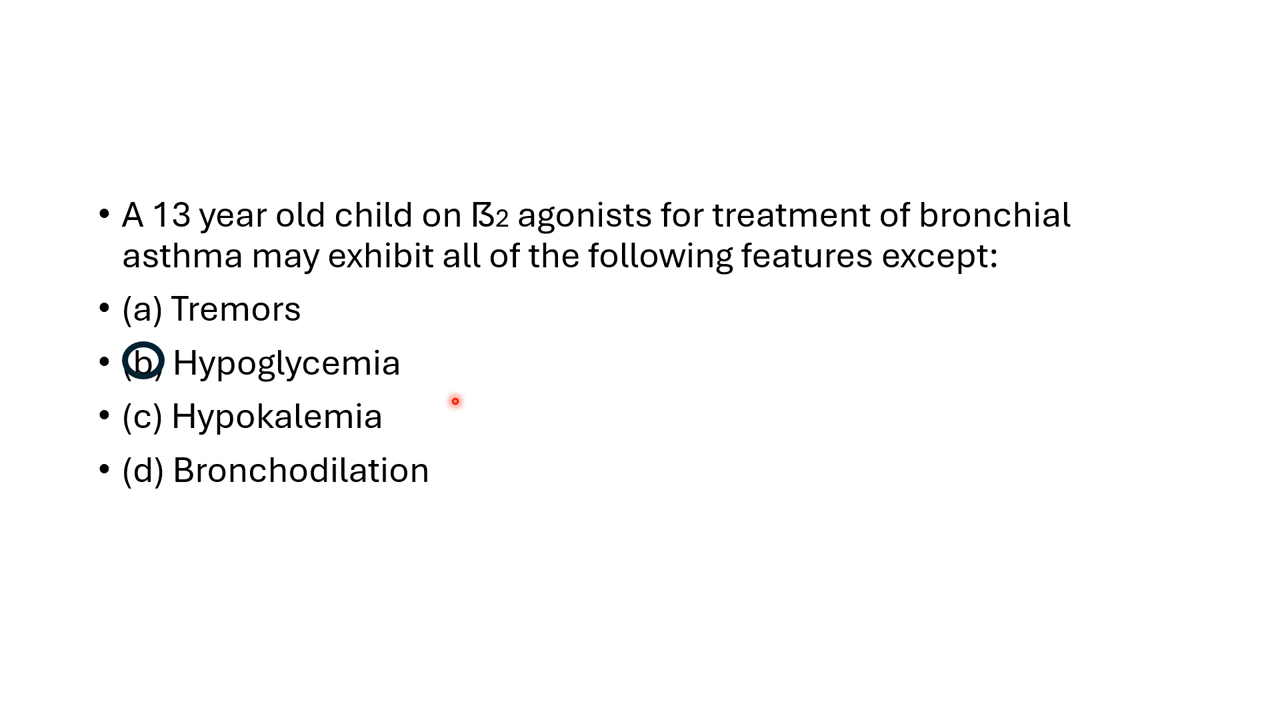 • A 13 year old child on ß2 agonists for treatment of bronchial
asthma may exhibit all of the following features except:
• (a) Tremors
• (b) Hypoglycemia
• (c) Hypokalemia
• (d) Bronchodilation